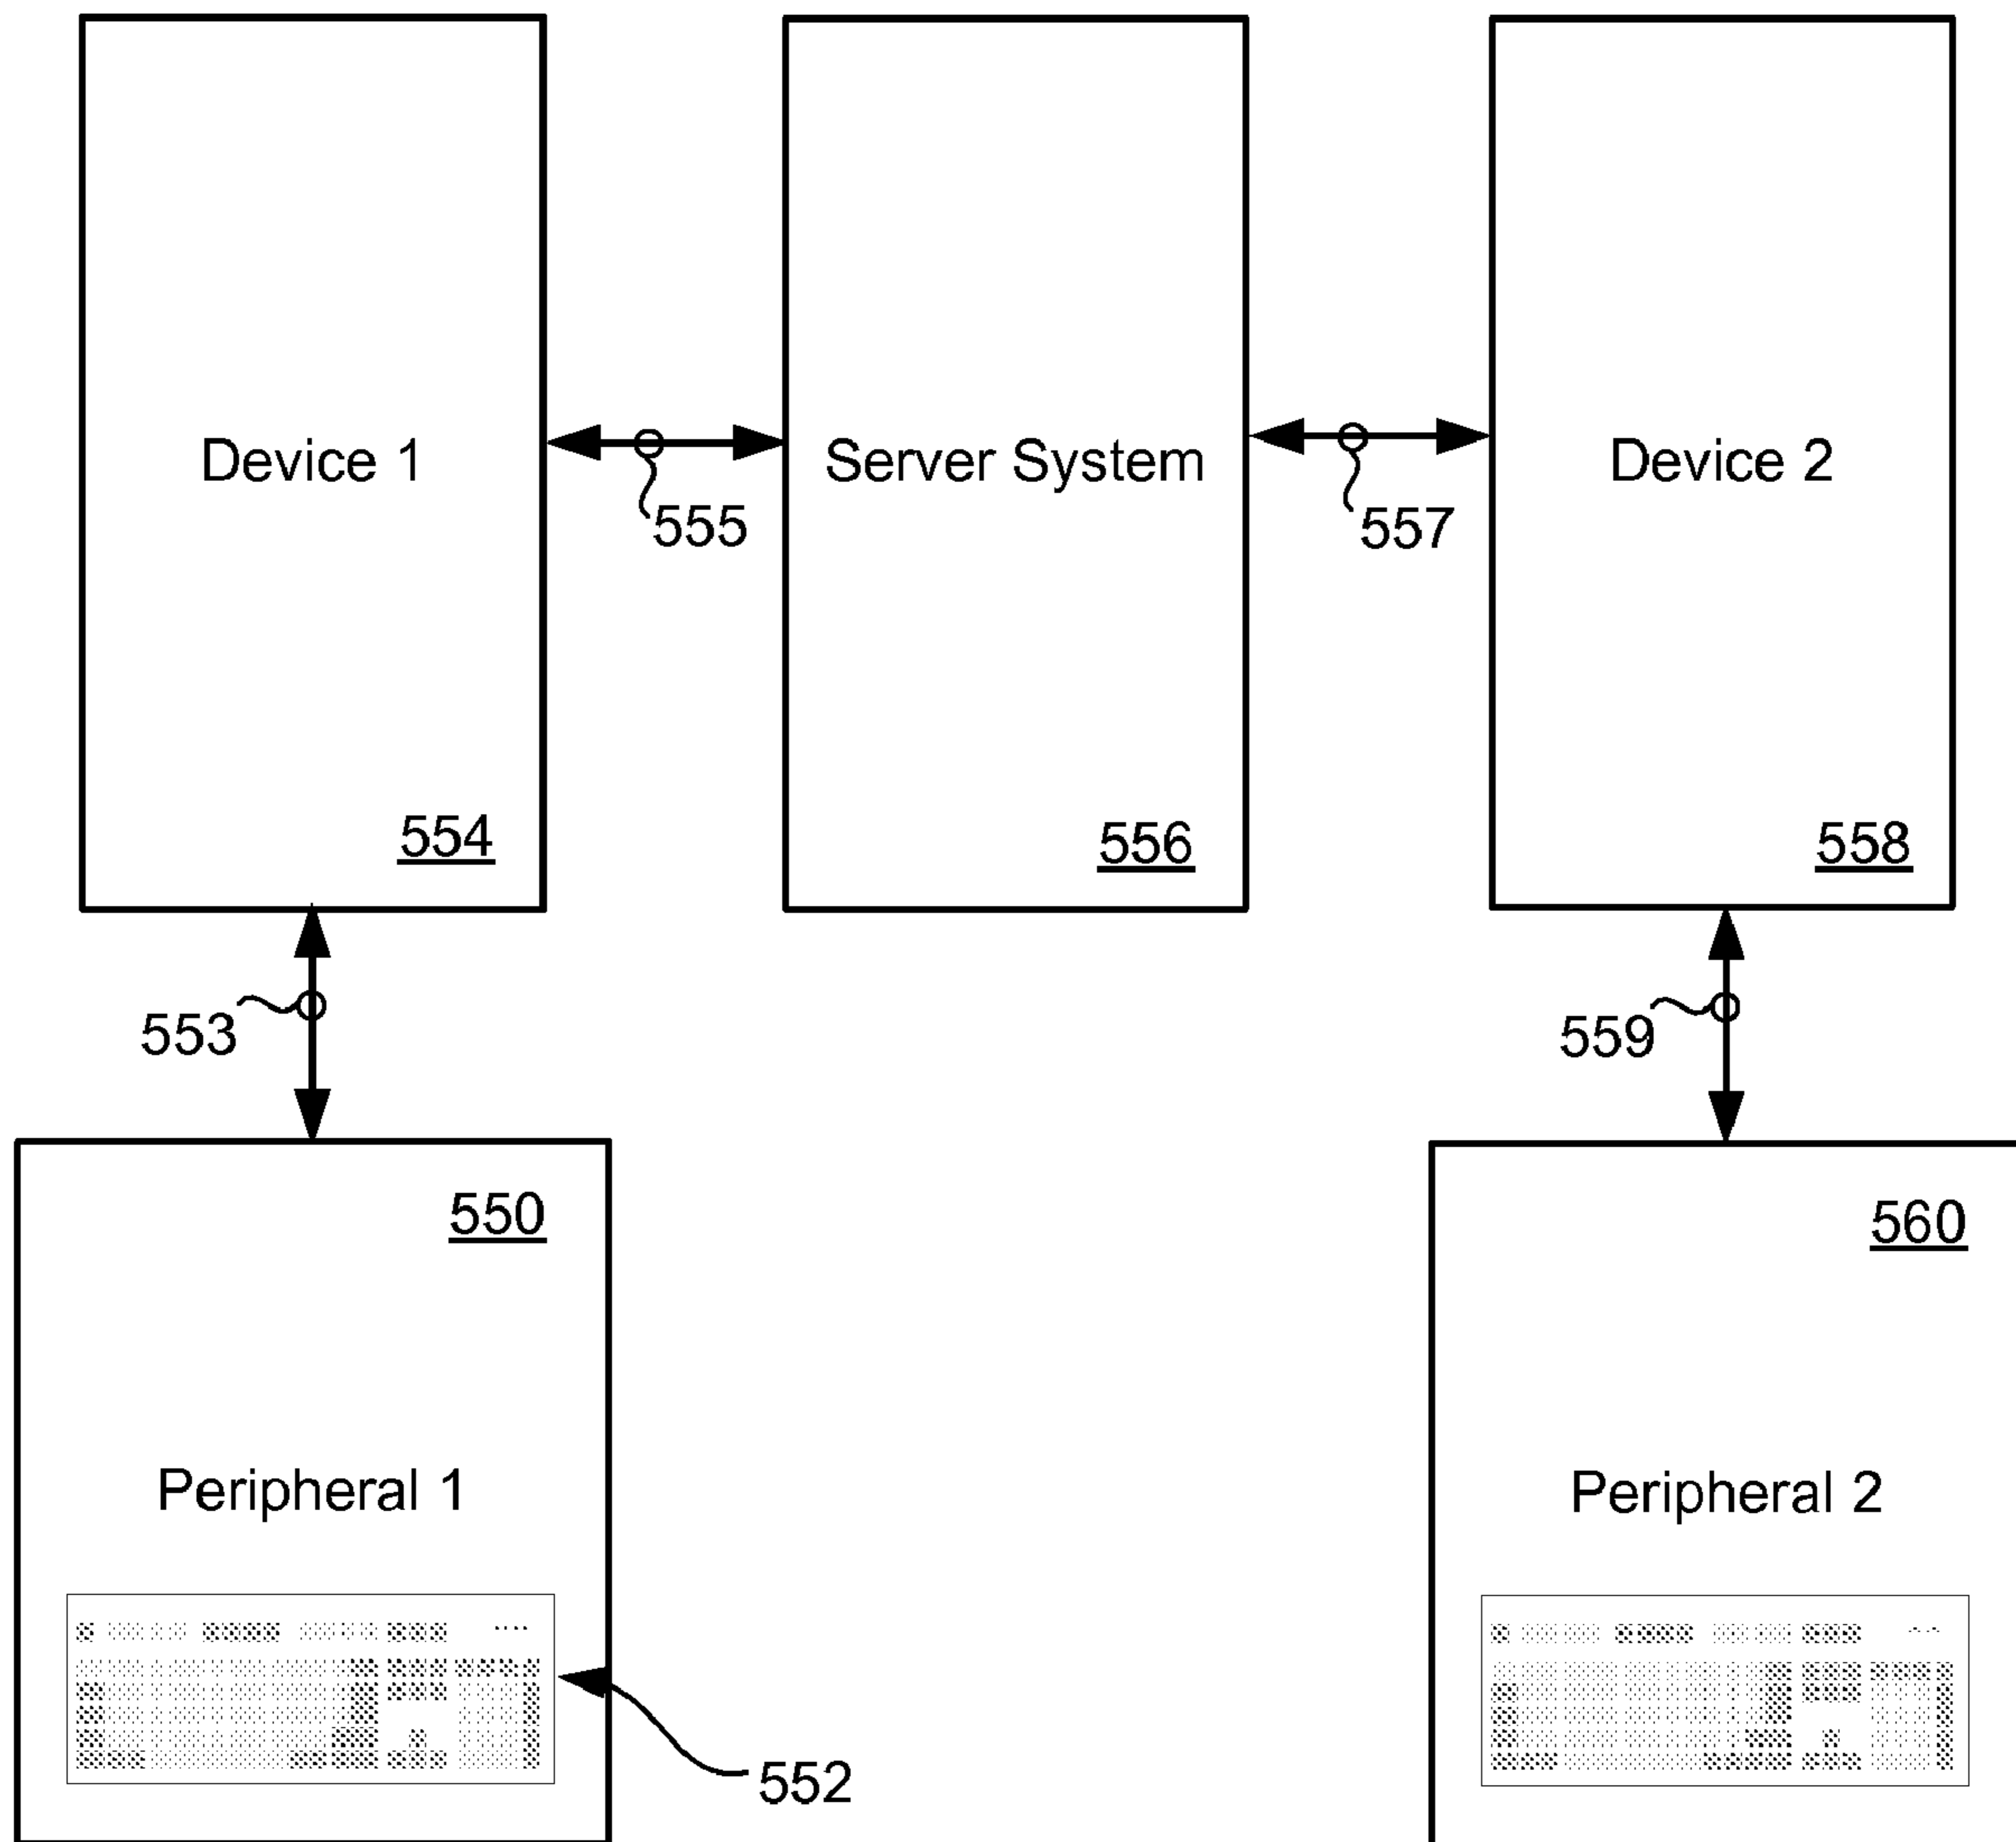 Device 1
Server System
Device 2
555
557
554
556
558
553
559
550
560
Peripheral 1
Peripheral 2
552